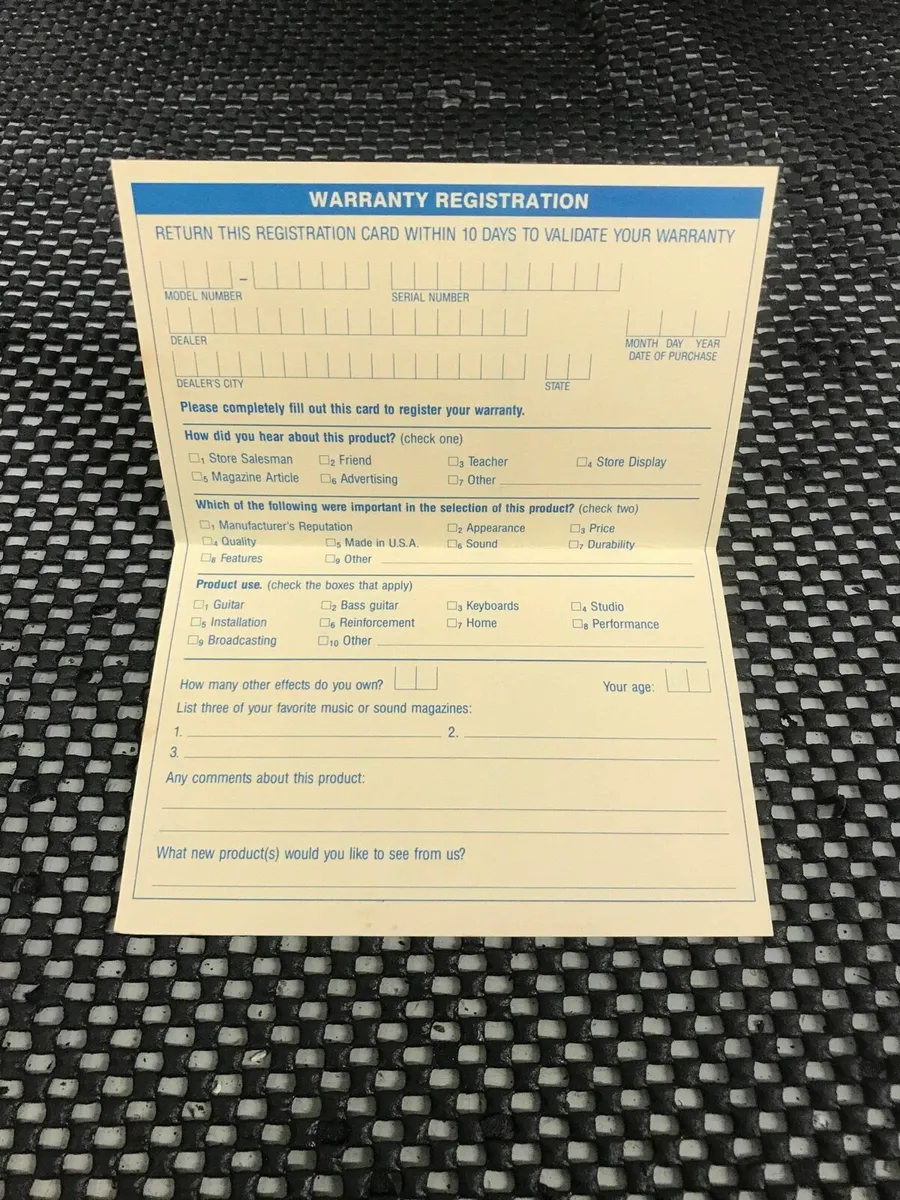 WARRANTY REGISTRATION
RETURN THIS REGISTRATION CARD WITHIN 10 DAYS TO VALIDATE YOUR WARRANTY
–
MODEL NUMBER SERIAL NUMBER
DEALER MONTH DAY YEAR
DATE OF PURCHASE
DEALER'S CITY STATE
Please completely fill out this card to register your warranty.
How did you hear about this product? (check one)
□1 Store Salesman □2 Friend □3 Teacher □4 Store Display
□5 Magazine Article □6 Advertising □7 Other
Which of the following were important in the selection of this product? (check two)
□1 Manufacturer's Reputation □2 Appearance □3 Price
□4 Quality □5 Made in U.S.A. □6 Sound □7 Durability
□8 Features □9 Other
Product use. (check the boxes that apply)
□1 Guitar □2 Bass guitar □3 Keyboards □4 Studio
□5 Installation □6 Reinforcement □7 Home □8 Performance
□9 Broadcasting □10 Other
How many other effects do you own? Your age:
List three of your favorite music or sound magazines:
1. 2.
3.
Any comments about this product:
What new product(s) would you like to see from us?